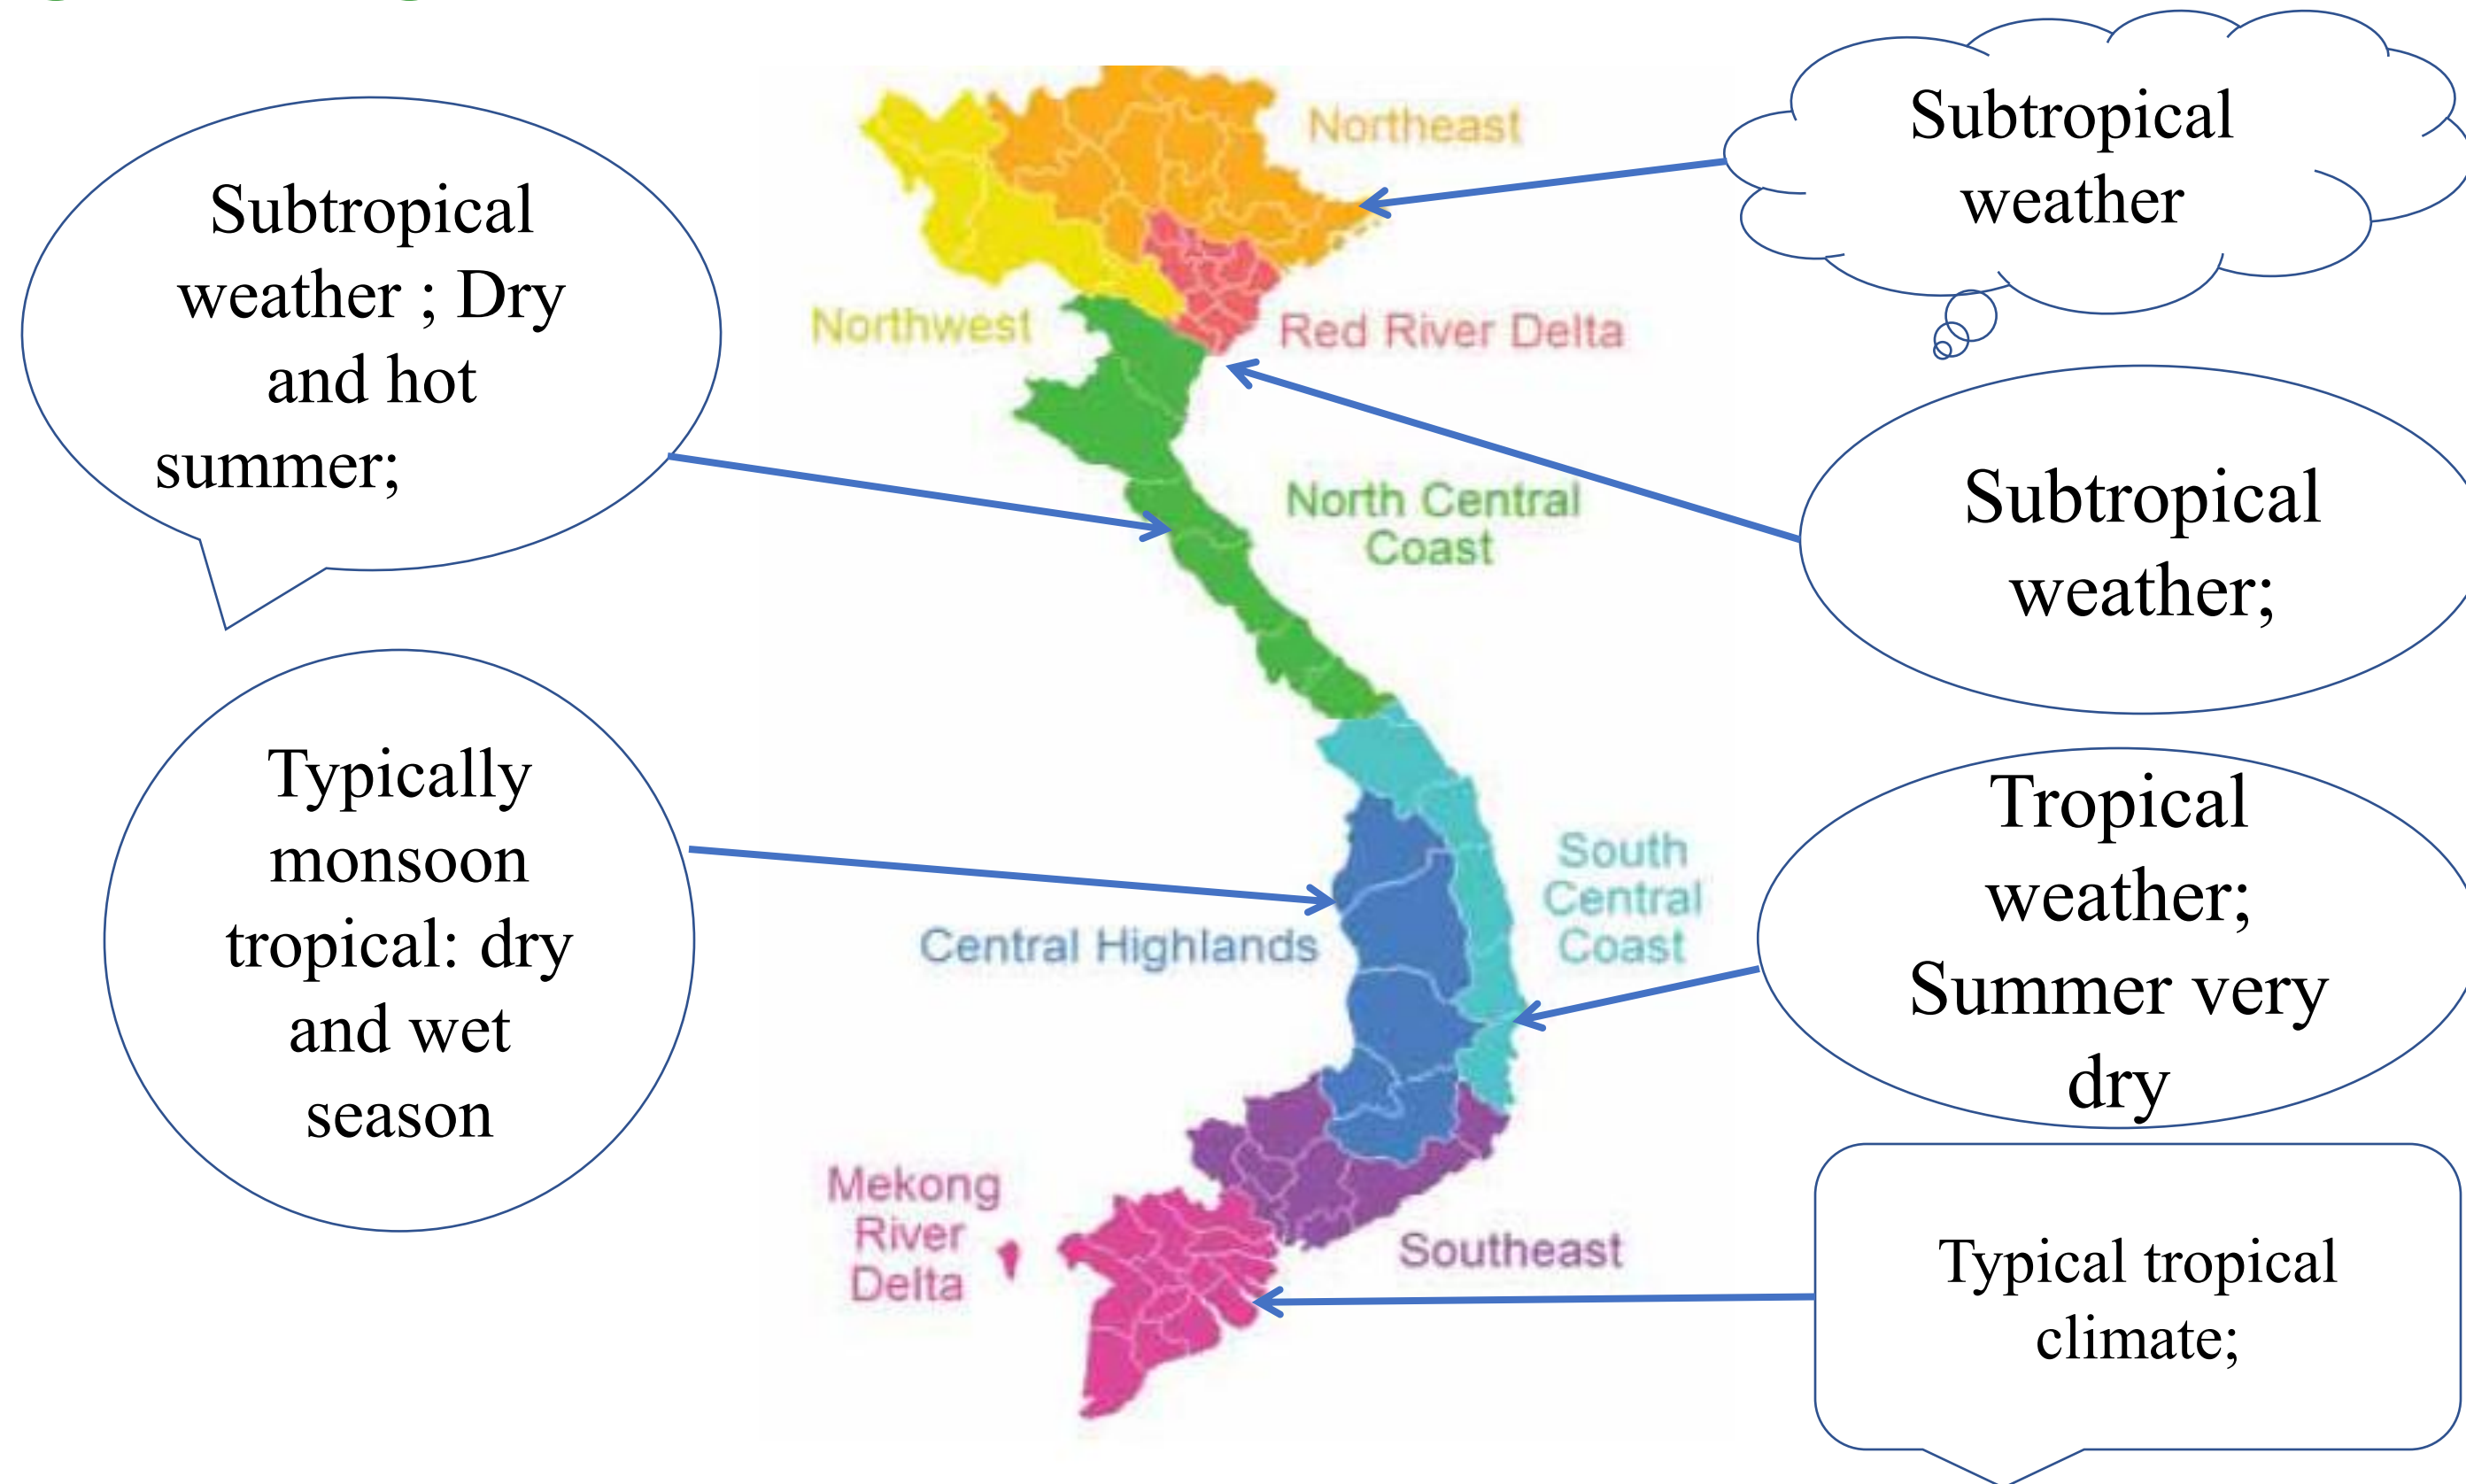 Subtropical
weather
Northeast
Subtropical
weather ; Dry
and hot
summer;
Northwest
Red River Delta
North Central
Coast
Subtropical
weather;
Typically
monsoon
tropical: dry
and wet
season
Tropical
weather;
Summer very
dry
South
Central
Coast
Central Highlands
Mekong
River
Delta
Southeast
Typical tropical
climate;